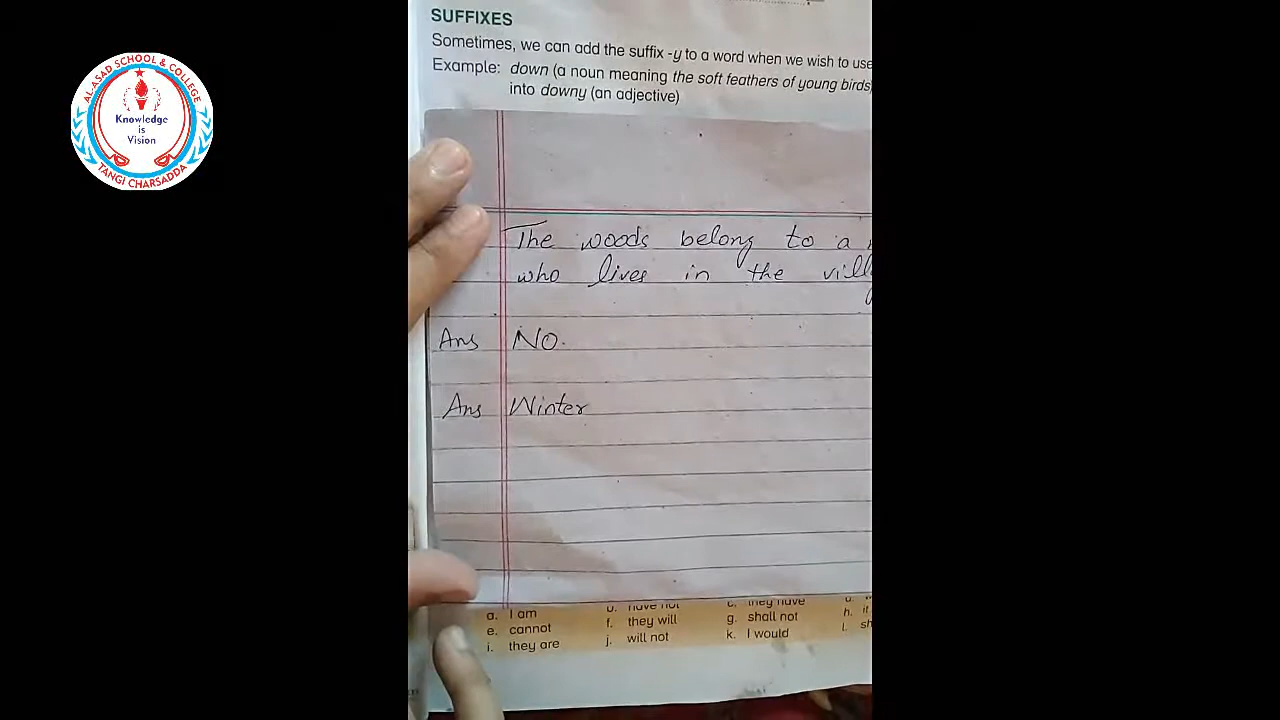 AL-ASAD SCHOOL & COLLEGE
Knowledge
is
Vision
TANGI CHARSADDA
SUFFIXES
Sometimes, we can add the suffix -y to a word when we wish to use
Example: down (a noun meaning the soft feathers of young birds)
into downy (an adjective)
The woods belong to a
who lives in the
Ans No.
Ans Winter
a. I am
c. they have
e. cannot f. they will g. shall not h. it
i. they are j. will not k. I would l.